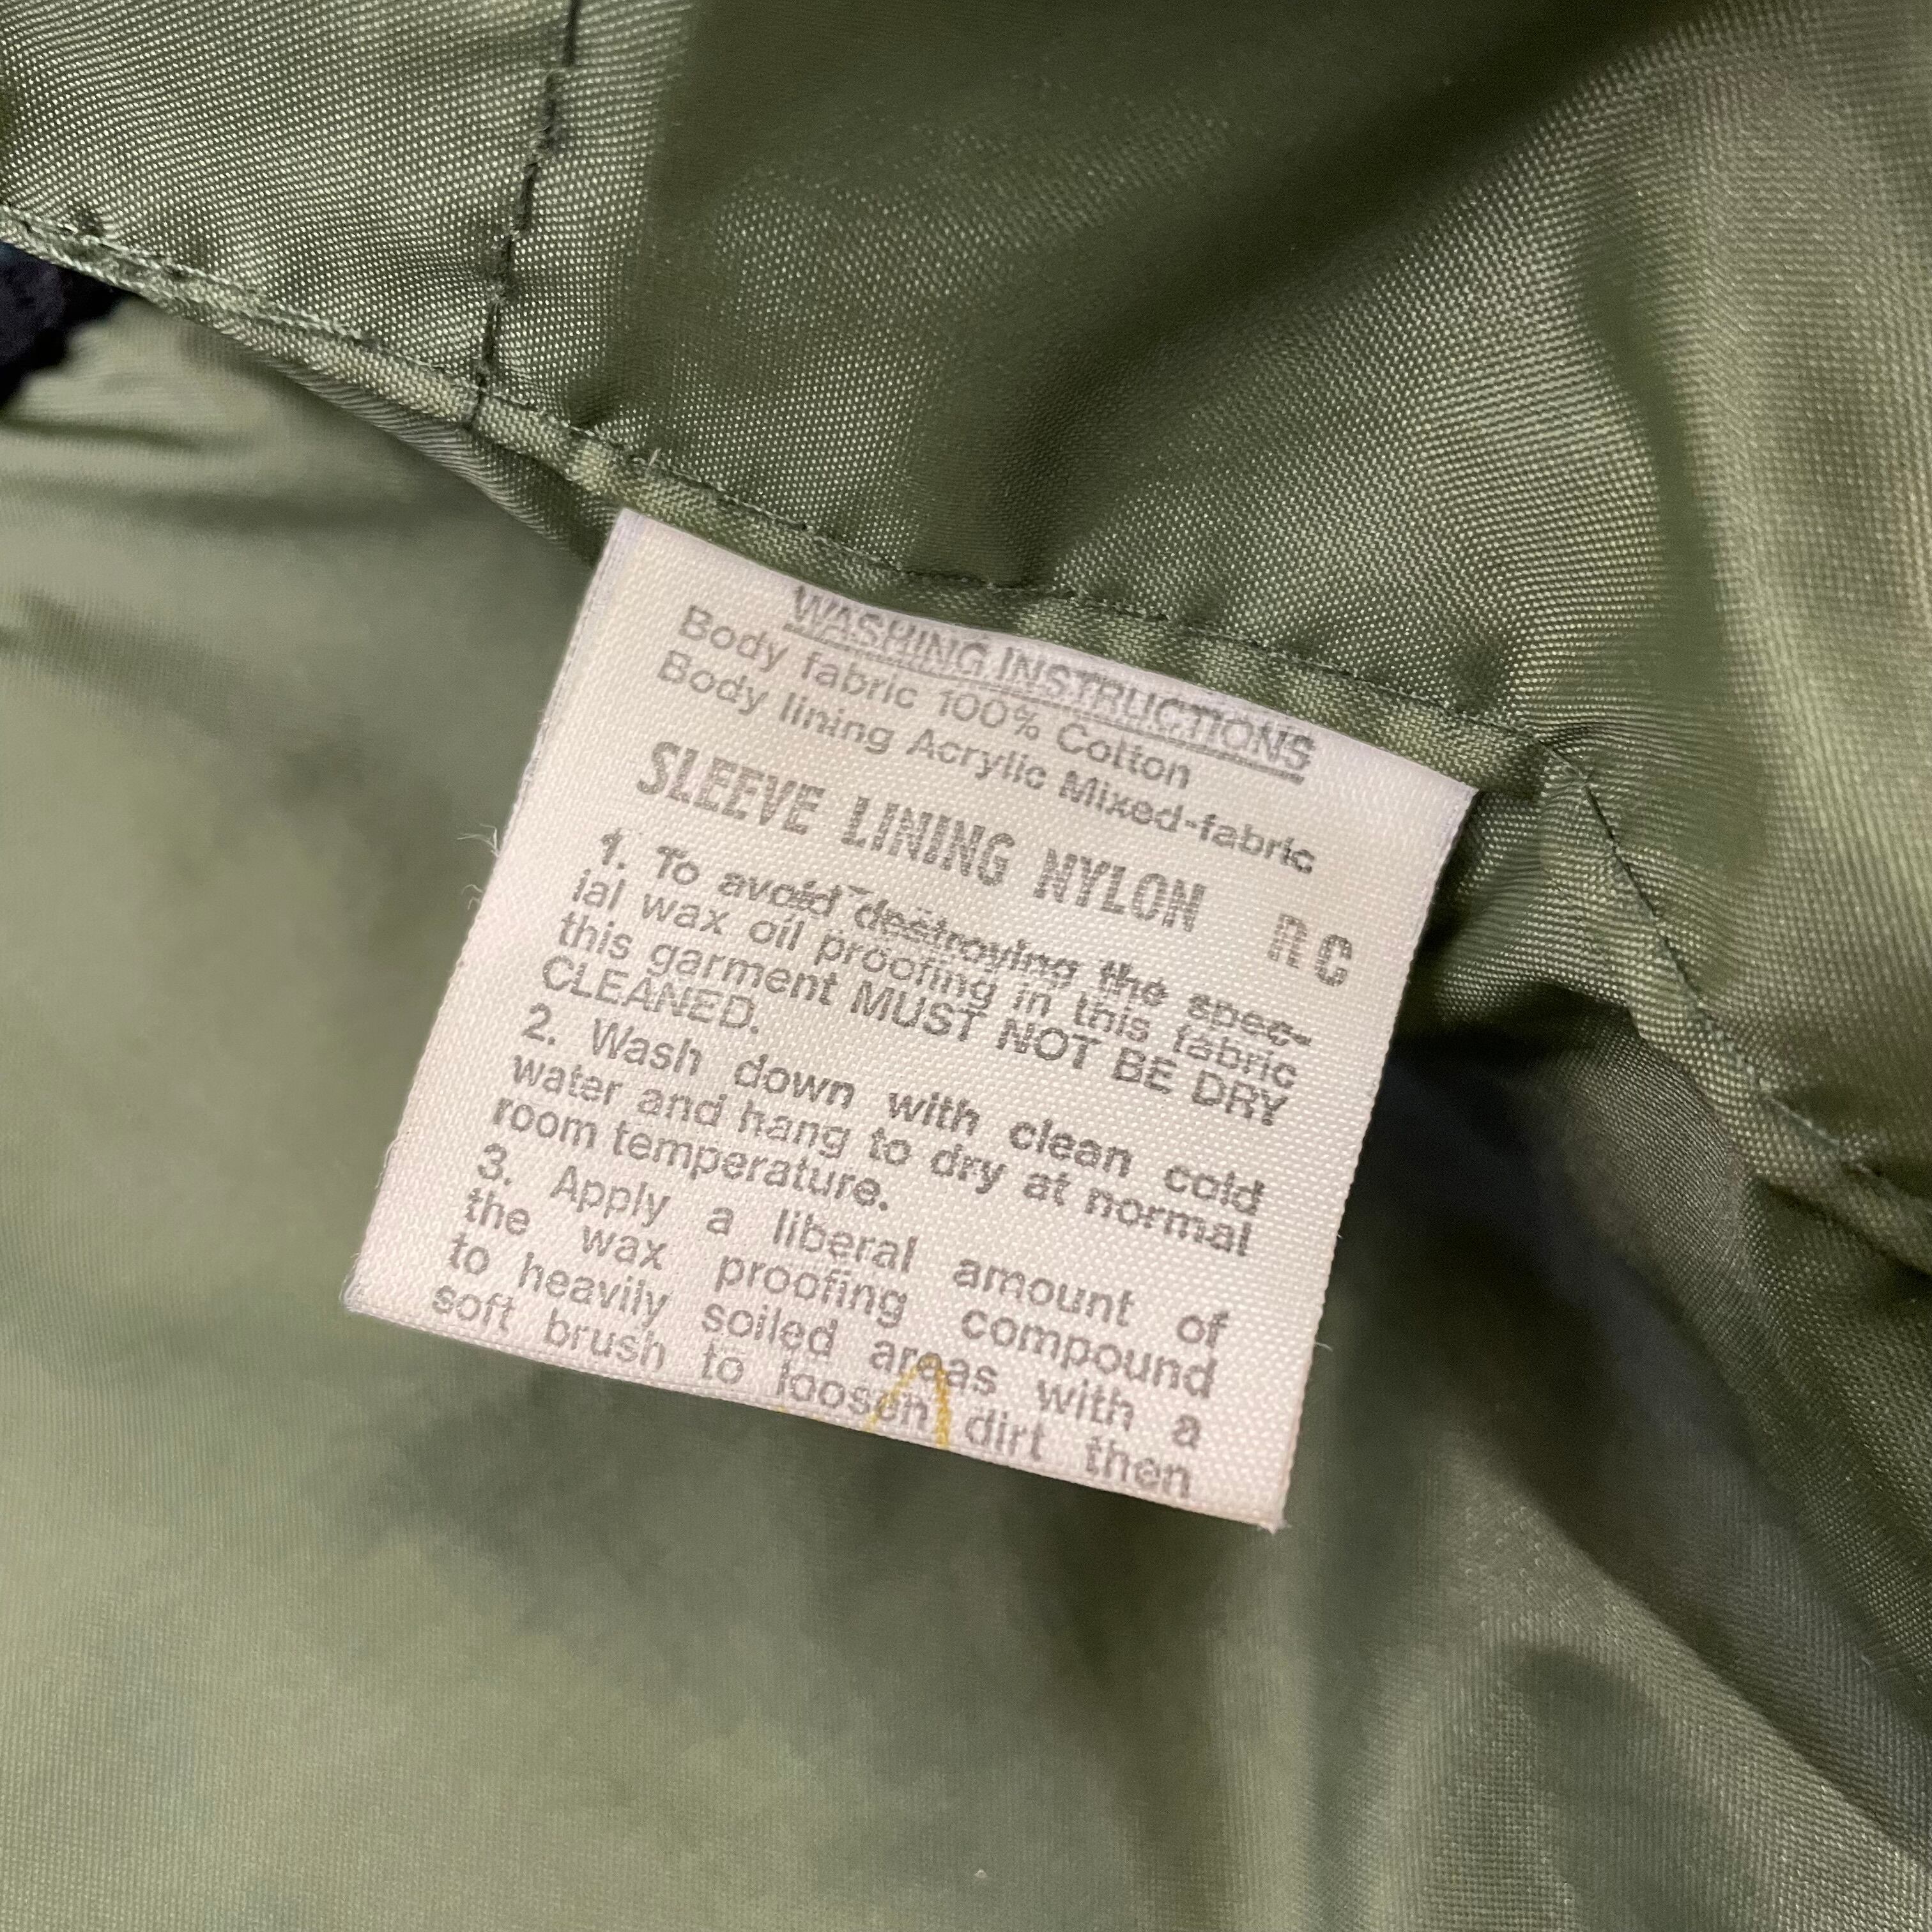 WASHING INSTRUCTIONS
Body fabric 100% Cotton
Body lining Acrylic Mixed-fabric
SLEEVE LINING NYLON RC
1. To avoid destroying the spec-
ial wax oil proofing in this fabric
this garment MUST NOT BE DRY
CLEANED.
2. Wash down with clean cold
water and hang to dry at normal
room temperature.
3. Apply a liberal amount of
the wax proofing compound
to heavily soiled areas with a
soft brush to loosen dirt then